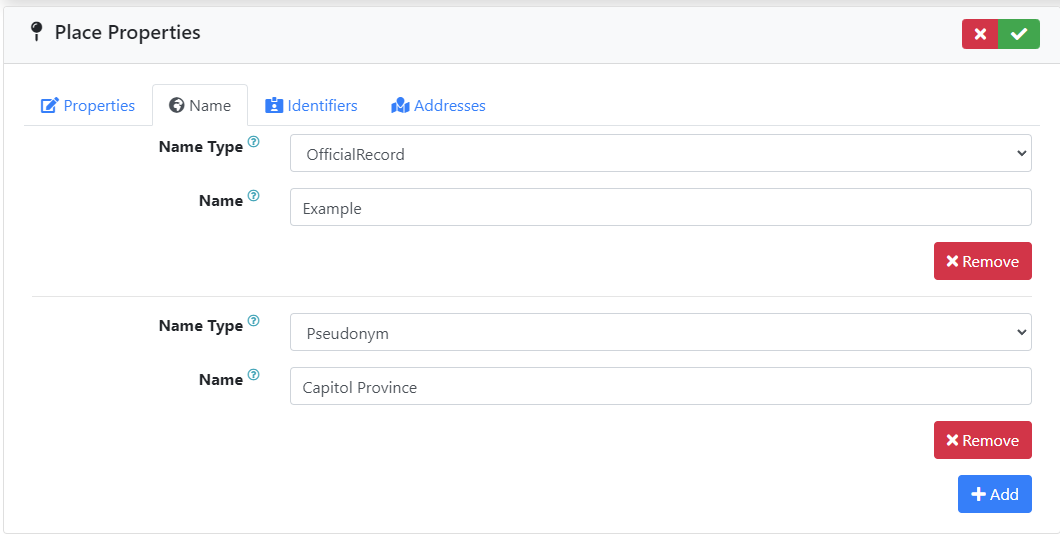 Place Properties
Properties Name Identifiers Addresses
Name Type ?
OfficialRecord
Name ?
Example
Remove
Name Type ?
Pseudonym
Name ?
Capitol Province
Remove
Add